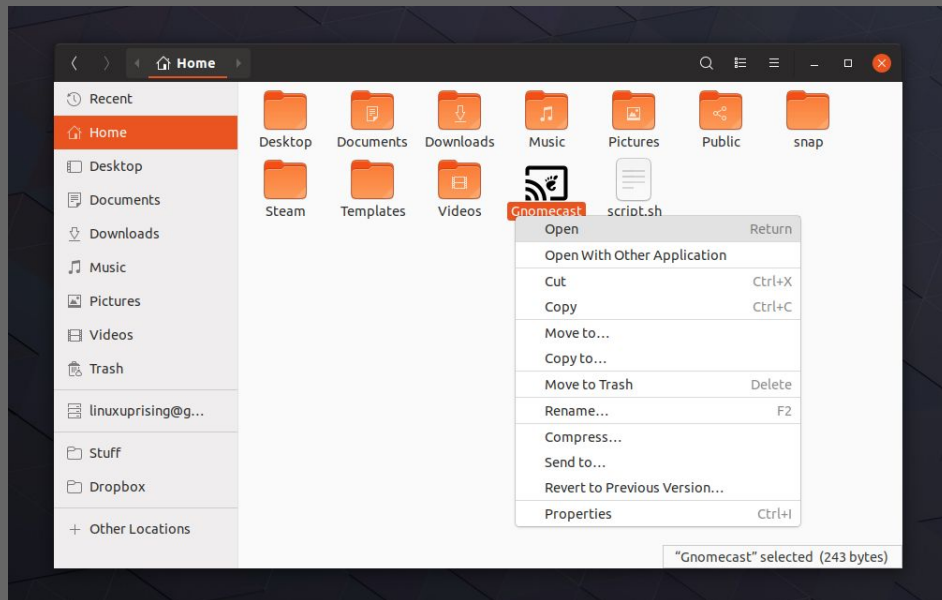 Home
Recent
Home
Desktop
Documents
Downloads
Music
Pictures
Videos
Trash
linuxuprising@g...
Stuff
Dropbox
+ Other Locations
Desktop Documents Downloads Music Pictures Public snap
Steam Templates Videos Gnomecast script.sh
Open Return
Open With Other Application
Cut Ctrl+X
Copy Ctrl+C
Move to…
Copy to…
Move to Trash Delete
Rename… F2
Compress…
Send to…
Revert to Previous Version…
Properties Ctrl+I
“Gnomecast” selected (243 bytes)